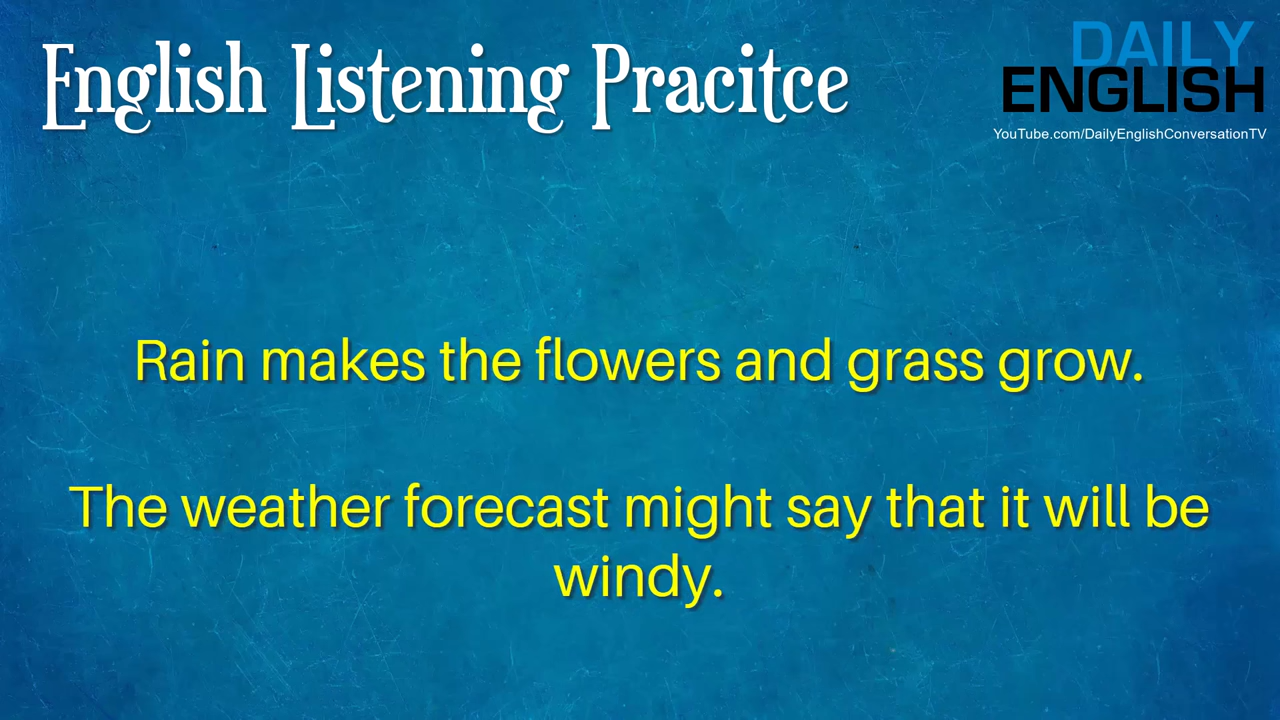 English Listening Pracitce
DAILY
ENGLISH
YouTube.com/DailyEnglishConversationTV
Rain makes the flowers and grass grow.
The weather forecast might say that it will be
windy.